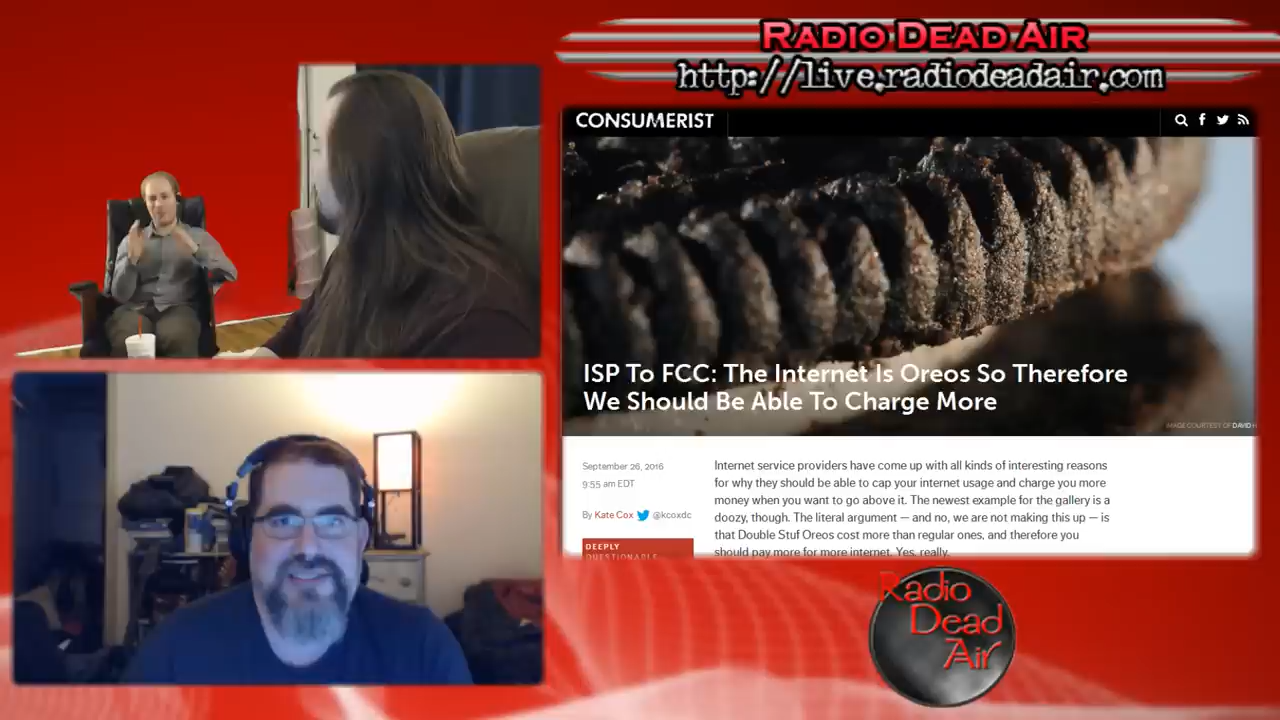 Radio Dead Air
http://live.radiodeadair.com
CONSUMERIST
ISP To FCC: The Internet Is Oreos So Therefore
We Should Be Able To Charge More
IMAGE COURTESY OF DAVID H
September 26, 2016
9:55 am EDT
By Kate Cox @kcoxdc
DEEPLY
QUESTIONABLE
Internet service providers have come up with all kinds of interesting reasons
for why they should be able to cap your internet usage and charge you more
money when you want to go above it. The newest example for the gallery is a
doozy, though. The literal argument — and no, we are not making this up — is
that Double Stuf Oreos cost more than regular ones, and therefore you
should pay more for more internet. Yes, really.
Radio
Dead
Air